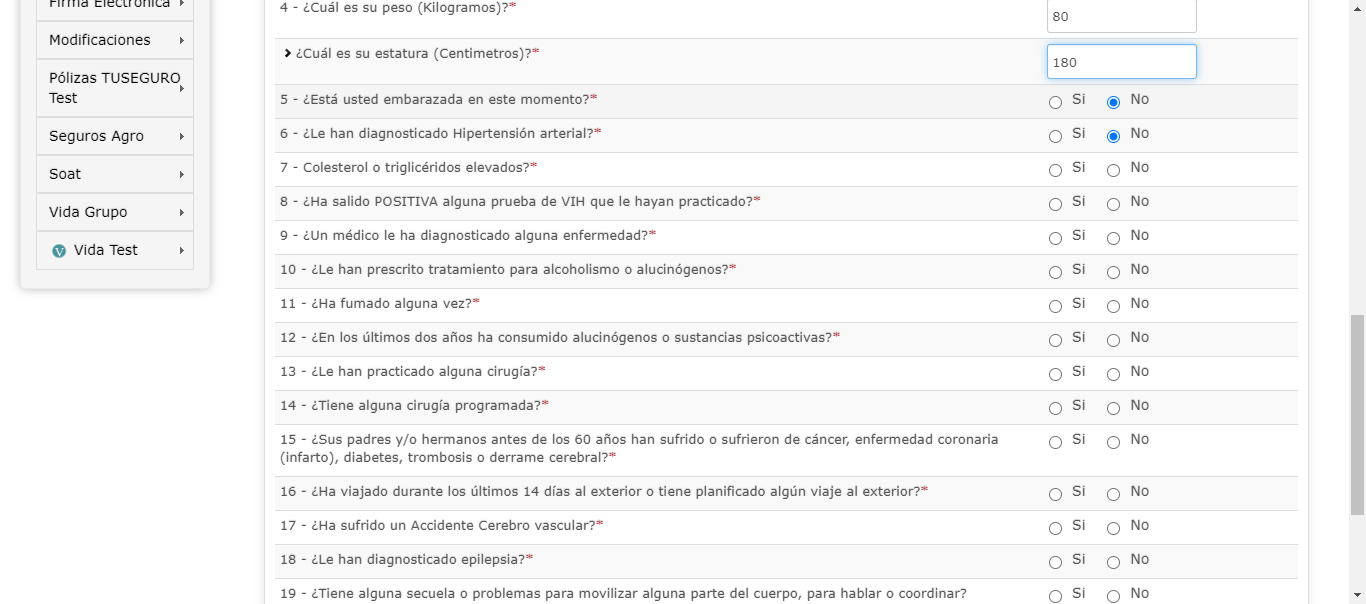 Firma Electrónica
Modificaciones
Pólizas TUSEGURO
Test
Seguros Agro
Soat
Vida Grupo
V Vida Test
4 - ¿Cuál es su peso (Kilogramos)?* 80
¿Cuál es su estatura (Centimetros)?* 180
5 - ¿Está usted embarazada en este momento?* Si No
6 - ¿Le han diagnosticado Hipertensión arterial?* Si No
7 - Colesterol o triglicéridos elevados?* Si No
8 - ¿Ha salido POSITIVA alguna prueba de VIH que le hayan practicado?* Si No
9 - ¿Un médico le ha diagnosticado alguna enfermedad?* Si No
10 - ¿Le han prescrito tratamiento para alcoholismo o alucinógenos?* Si No
11 - ¿Ha fumado alguna vez?* Si No
12 - ¿En los últimos dos años ha consumido alucinógenos o sustancias psicoactivas?* Si No
13 - ¿Le han practicado alguna cirugía?* Si No
14 - ¿Tiene alguna cirugía programada?* Si No
15 - ¿Sus padres y/o hermanos antes de los 60 años han sufrido o sufrieron de cáncer, enfermedad coronaria Si No
(infarto), diabetes, trombosis o derrame cerebral?*
16 - ¿Ha viajado durante los últimos 14 días al exterior o tiene planificado algún viaje al exterior?* Si No
17 - ¿Ha sufrido un Accidente Cerebro vascular?* Si No
18 - ¿Le han diagnosticado epilepsia?* Si No
19 - ¿Tiene alguna secuela o problemas para movilizar alguna parte del cuerpo, para hablar o coordinar? Si No